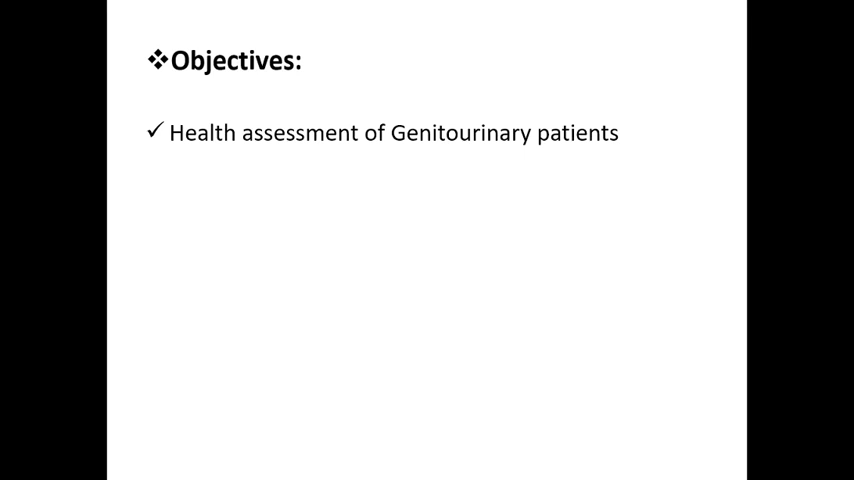 ❖Objectives:
✓ Health assessment of Genitourinary patients